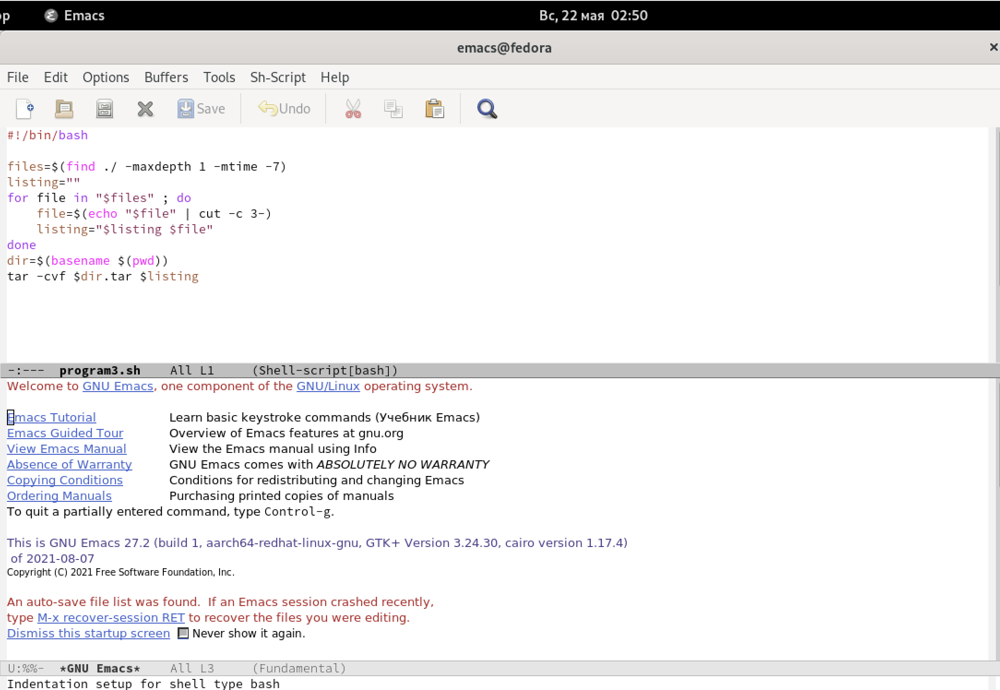 op Emacs Вс, 22 мая 02:50
emacs@fedora ×
File Edit Options Buffers Tools Sh-Script Help
Save Undo
#!/bin/bash
files=$(find ./ -maxdepth 1 -mtime -7)
listing=""
for file in "$files" ; do
    file=$(echo "$file" | cut -c 3-)
    listing="$listing $file"
done
dir=$(basename $(pwd))
tar -cvf $dir.tar $listing
-:--- program3.sh All L1 (Shell-script[bash])
Welcome to GNU Emacs, one component of the GNU/Linux operating system.
Emacs Tutorial Learn basic keystroke commands (Учебник Emacs)
Emacs Guided Tour Overview of Emacs features at gnu.org
View Emacs Manual View the Emacs manual using Info
Absence of Warranty GNU Emacs comes with ABSOLUTELY NO WARRANTY
Copying Conditions Conditions for redistributing and changing Emacs
Ordering Manuals Purchasing printed copies of manuals
To quit a partially entered command, type Control-g.
This is GNU Emacs 27.2 (build 1, aarch64-redhat-linux-gnu, GTK+ Version 3.24.30, cairo version 1.17.4)
 of 2021-08-07
Copyright (C) 2021 Free Software Foundation, Inc.
An auto-save file list was found.  If an Emacs session crashed recently,
type M-x recover-session RET to recover the files you were editing.
Dismiss this startup screen Never show it again.
U:%%- *GNU Emacs* All L3 (Fundamental)
Indentation setup for shell type bash